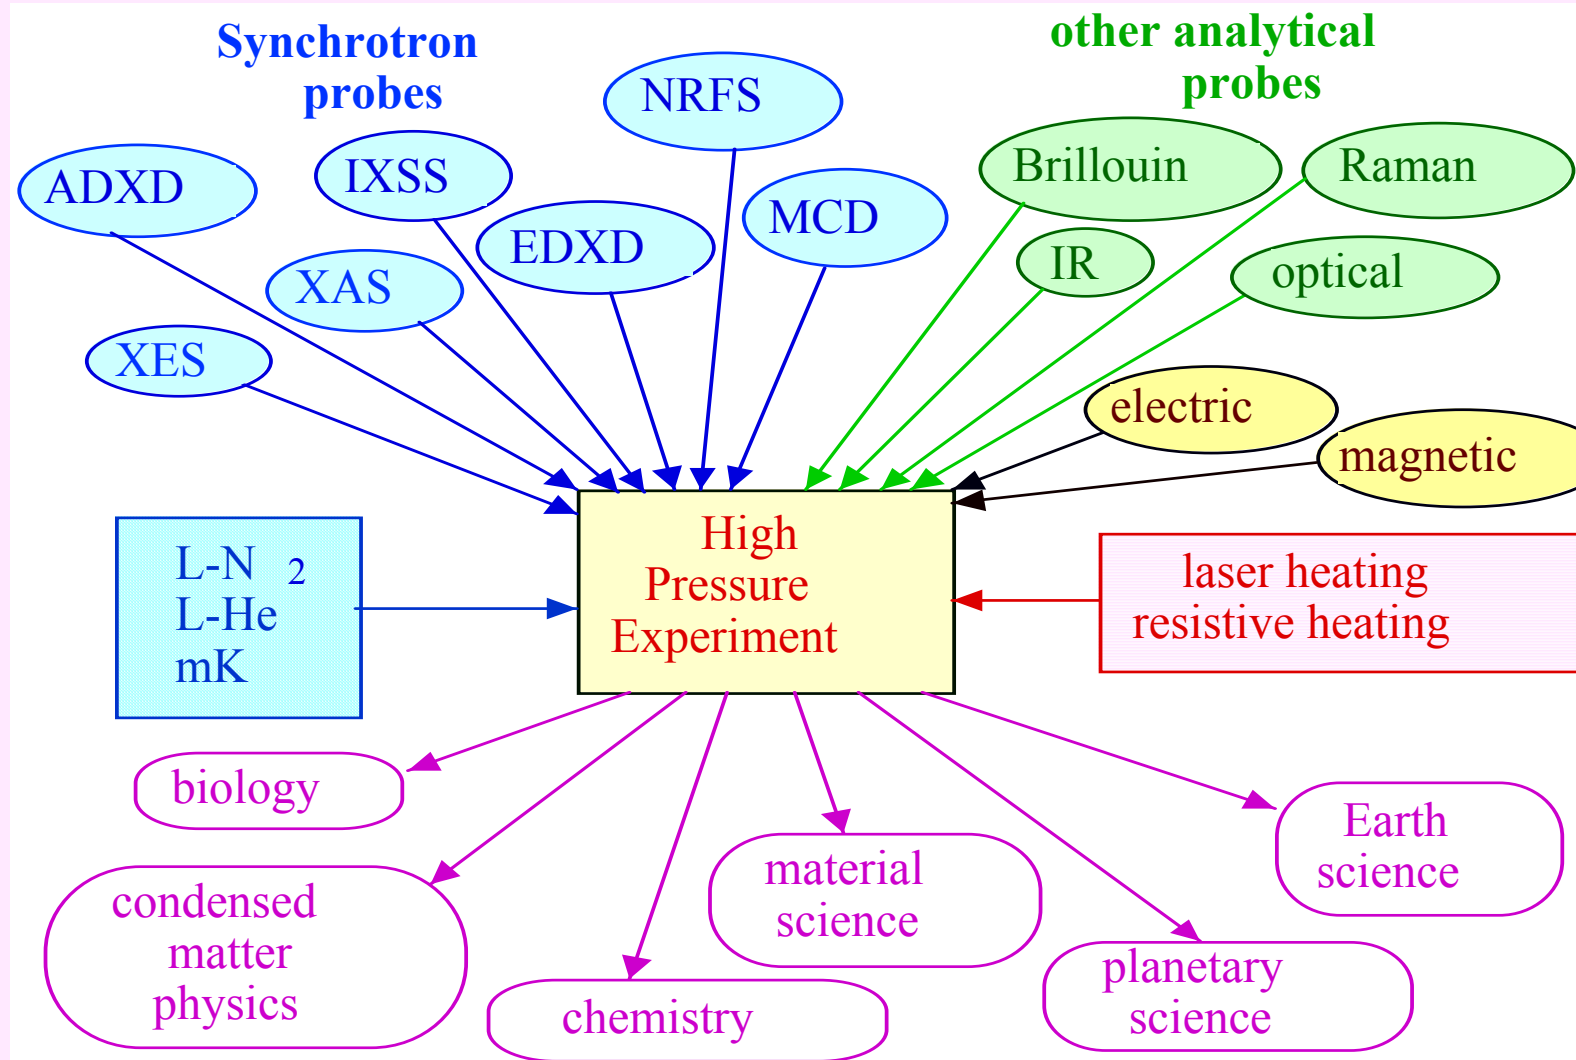 Synchrotron
probes
other analytical
probes
NRFS
ADXD
IXSS
EDXD
MCD
XAS
XES
Brillouin
Raman
IR
optical
electric
magnetic
L-N 2
L-He
mK
High
Pressure
Experiment
laser heating
resistive heating
biology
condensed
matter
physics
chemistry
material
science
planetary
science
Earth
science